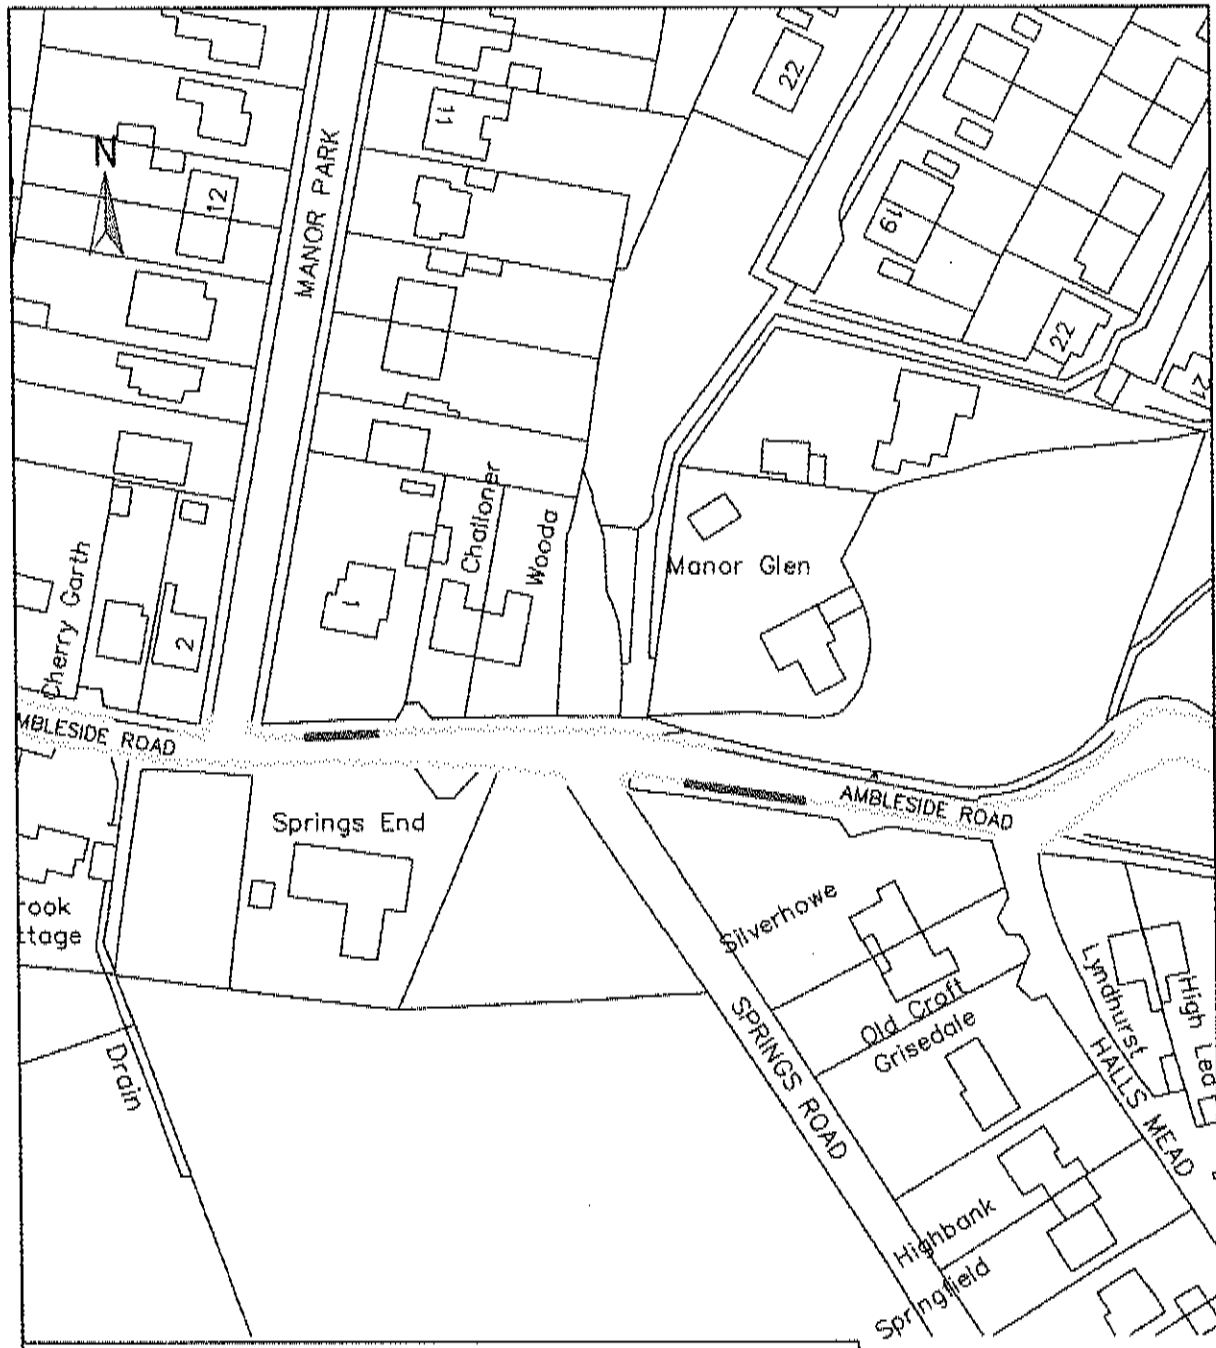 22
11
N
12
MANOR PARK
19
22
21
Challoner
Wooda
Manor Glen
Cherry Garth
1
2
MBLESIDE ROAD
AMBLESIDE ROAD
Springs End
rook
ttage
Silverhowe
Old Croft
Grisedale
Lyndhurst
High Lea
SPRINGS ROAD
HALLS MEAD
Drain
Highbank
Springfield